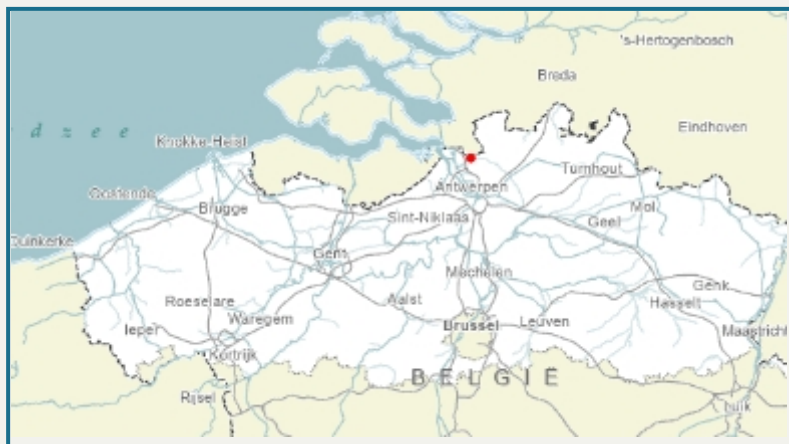 's-Hertogenbosch
Breda
d z e e
Eindhoven
Knokke-Heist
Turnhout
Antwerpen
Oostende
Brugge
Sint-Niklaas
Geel
Mol
Duinkerke
Gent
Mechelen
Genk
Roeselare
Aalst
Hasselt
Ieper
Waregem
Brussel
Leuven
Maastricht
Kortrijk
BELGIË
Rijsel
Luik